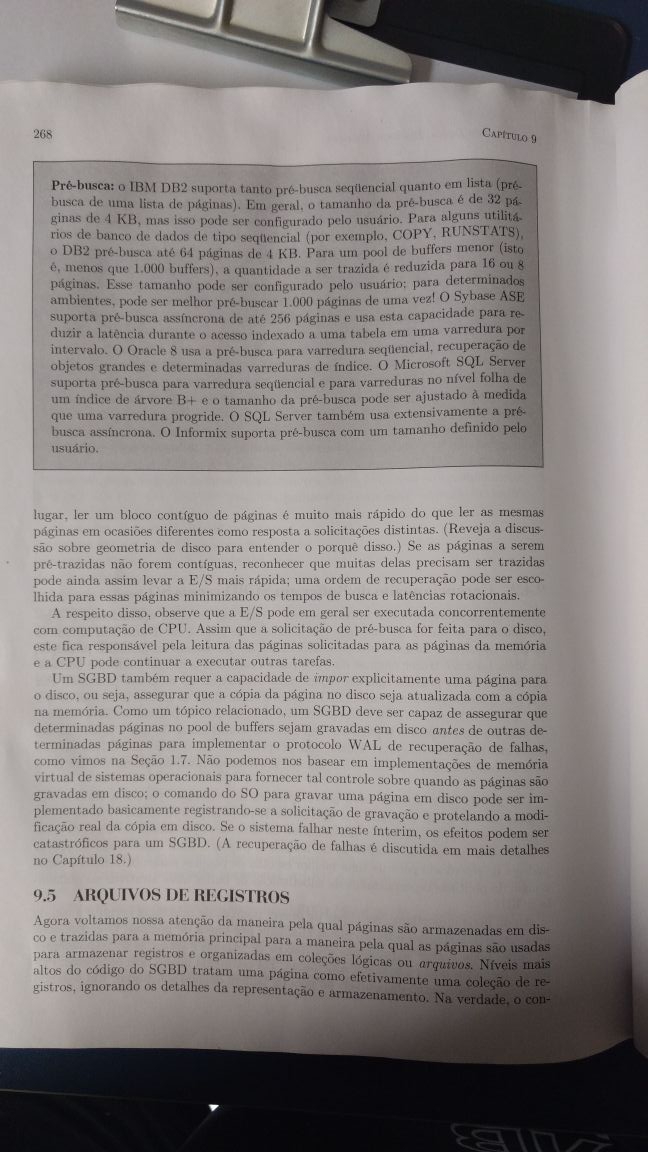 268
CAPÍTULO 9
Pré-busca: o IBM DB2 suporta tanto pré-busca seqüencial quanto em lista (pré-
busca de uma lista de páginas). Em geral, o tamanho da pré-busca é de 32 pá-
ginas de 4 KB, mas isso pode ser configurado pelo usuário. Para alguns utilitá-
rios de banco de dados de tipo seqüencial (por exemplo, COPY, RUNSTATS),
o DB2 pré-busca até 64 páginas de 4 KB. Para um pool de buffers menor (isto
é, menos que 1.000 buffers), a quantidade a ser trazida é reduzida para 16 ou 8
páginas. Esse tamanho pode ser configurado pelo usuário; para determinados
ambientes, pode ser melhor pré-buscar 1.000 páginas de uma vez! O Sybase ASE
suporta pré-busca assíncrona de até 256 páginas e usa esta capacidade para re-
duzir a latência durante o acesso indexado a uma tabela em uma varredura por
intervalo. O Oracle 8 usa a pré-busca para varredura seqüencial, recuperação de
objetos grandes e determinadas varreduras de índice. O Microsoft SQL Server
suporta pré-busca para varredura seqüencial e para varreduras no nível folha de
um índice de árvore B+ e o tamanho da pré-busca pode ser ajustado à medida
que uma varredura progride. O SQL Server também usa extensivamente a pré-
busca assíncrona. O Informix suporta pré-busca com um tamanho definido pelo
usuário.
lugar, ler um bloco contíguo de páginas é muito mais rápido do que ler as mesmas
páginas em ocasiões diferentes como resposta a solicitações distintas. (Reveja a discus-
são sobre geometria de disco para entender o porquê disso.) Se as páginas a serem
pré-trazidas não forem contíguas, reconhecer que muitas delas precisam ser trazidas
pode ainda assim levar a E/S mais rápida; uma ordem de recuperação pode ser esco-
lhida para essas páginas minimizando os tempos de busca e latências rotacionais.
A respeito disso, observe que a E/S pode em geral ser executada concorrentemente
com computação de CPU. Assim que a solicitação de pré-busca for feita para o disco,
este fica responsável pela leitura das páginas solicitadas para as páginas da memória
e a CPU pode continuar a executar outras tarefas.
Um SGBD também requer a capacidade de impor explicitamente uma página para
o disco, ou seja, assegurar que a cópia da página no disco seja atualizada com a cópia
na memória. Como um tópico relacionado, um SGBD deve ser capaz de assegurar que
determinadas páginas no pool de buffers sejam gravadas em disco antes de outras de-
terminadas páginas para implementar o protocolo WAL de recuperação de falhas,
como vimos na Seção 1.7. Não podemos nos basear em implementações de memória
virtual de sistemas operacionais para fornecer tal controle sobre quando as páginas são
gravadas em disco; o comando do SO para gravar uma página em disco pode ser im-
plementado basicamente registrando-se a solicitação de gravação e protelando a modi-
ficação real da cópia em disco. Se o sistema falhar neste ínterim, os efeitos podem ser
catastróficos para um SGBD. (A recuperação de falhas é discutida em mais detalhes
no Capítulo 18.)
9.5 ARQUIVOS DE REGISTROS
Agora voltamos nossa atenção da maneira pela qual páginas são armazenadas em dis-
co e trazidas para a memória principal para a maneira pela qual as páginas são usadas
para armazenar registros e organizadas em coleções lógicas ou arquivos. Níveis mais
altos do código do SGBD tratam uma página como efetivamente uma coleção de re-
gistros, ignorando os detalhes da representação e armazenamento. Na verdade, o con-